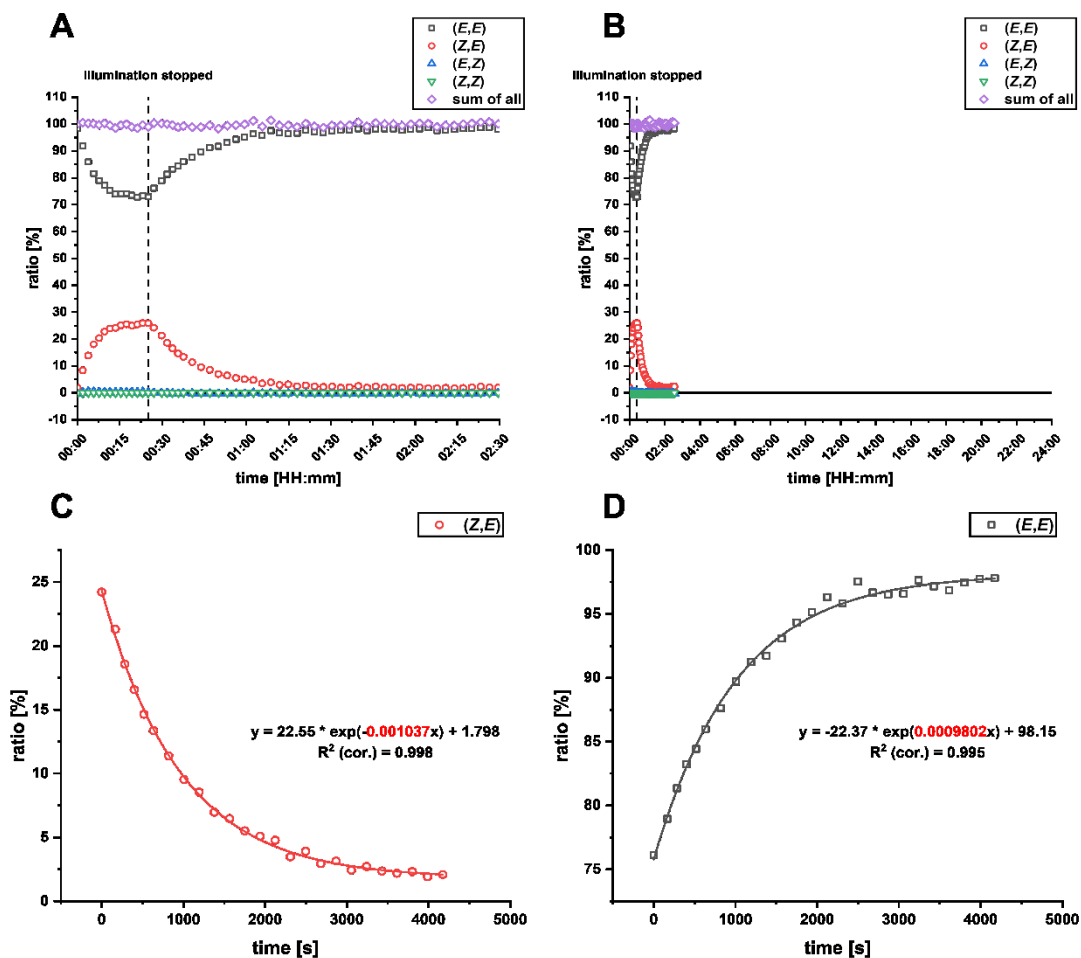 A
(E,E)
(Z,E)
(E,Z)
(Z,Z)
sum of all
Illumination stopped
110
100
90
80
70
60
50
40
30
20
10
0
-10
ratio [%]
00:00
00:15
00:30
00:45
01:00
01:15
01:30
01:45
02:00
02:15
02:30
time [HH:mm]
B
(E,E)
(Z,E)
(E,Z)
(Z,Z)
sum of all
Illumination stopped
110
100
90
80
70
60
50
40
30
20
10
0
-10
ratio [%]
00:00
02:00
04:00
06:00
08:00
10:00
12:00
14:00
16:00
18:00
20:00
22:00
24:00
time [HH:mm]
C
(Z,E)
25
20
15
10
5
0
ratio [%]
y = 22.55 * exp(-0.001037x) + 1.798
R² (cor.) = 0.998
0
1000
2000
3000
4000
5000
time [s]
D
(E,E)
100
95
90
85
80
75
ratio [%]
y = -22.37 * exp(0.0009802x) + 98.15
R² (cor.) = 0.995
0
1000
2000
3000
4000
5000
time [s]